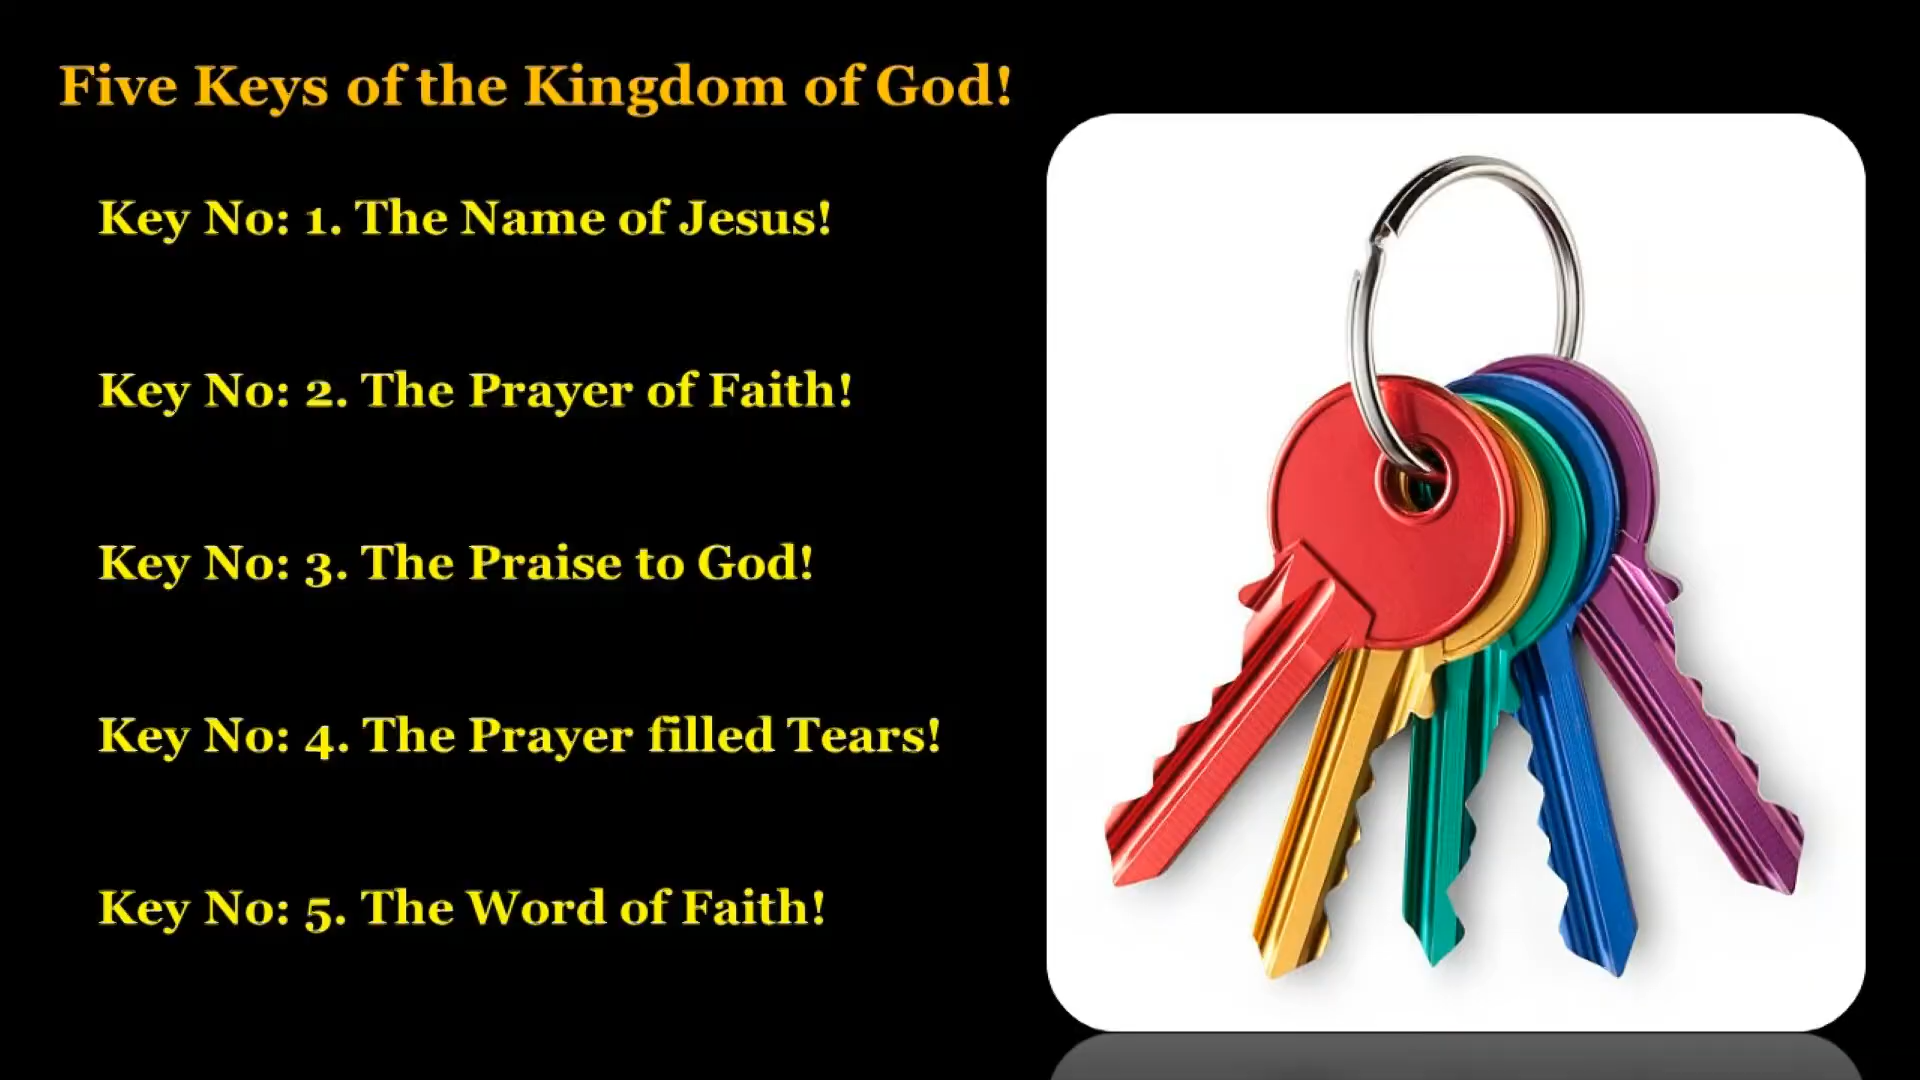 Five Keys of the Kingdom of God!
Key No: 1. The Name of Jesus!
Key No: 2. The Prayer of Faith!
Key No: 3. The Praise to God!
Key No: 4. The Prayer filled Tears!
Key No: 5. The Word of Faith!